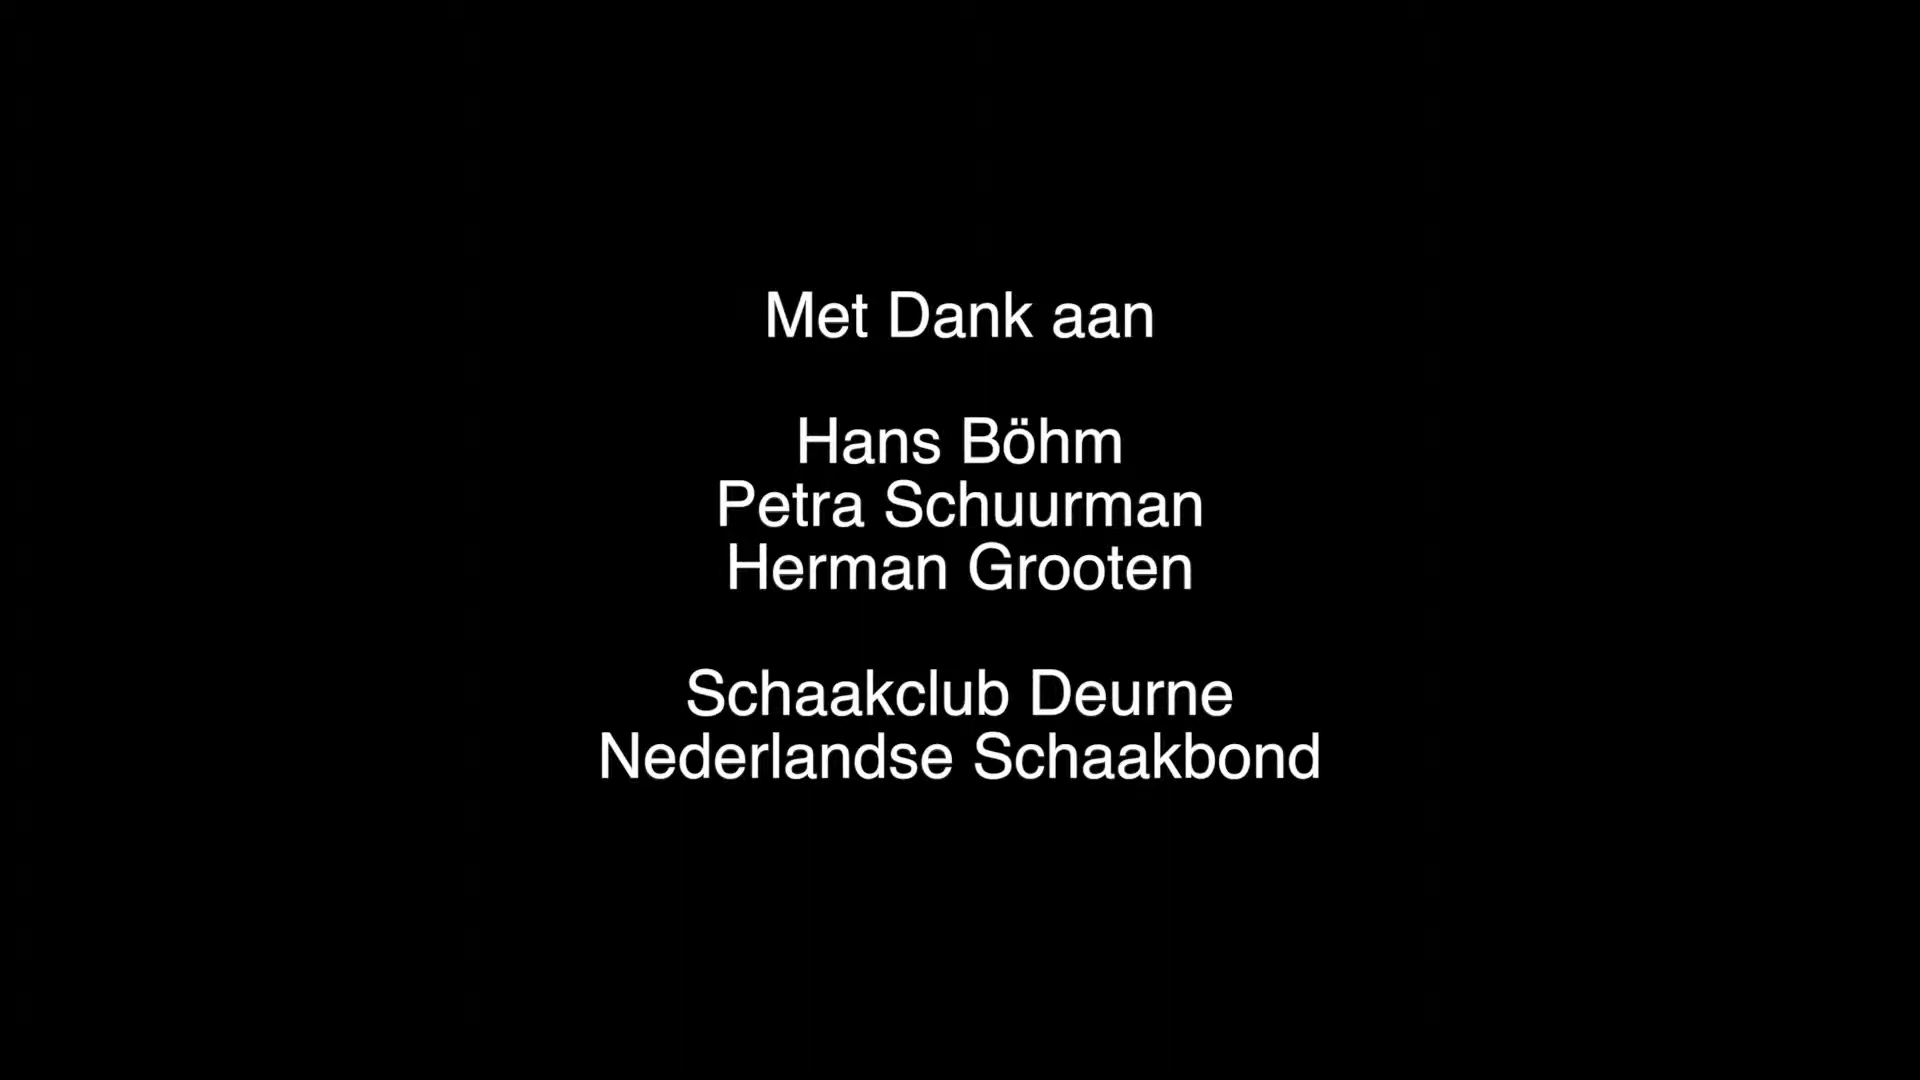 Met Dank aan
Hans Böhm
Petra Schuurman
Herman Grooten
Schaakclub Deurne
Nederlandse Schaakbond